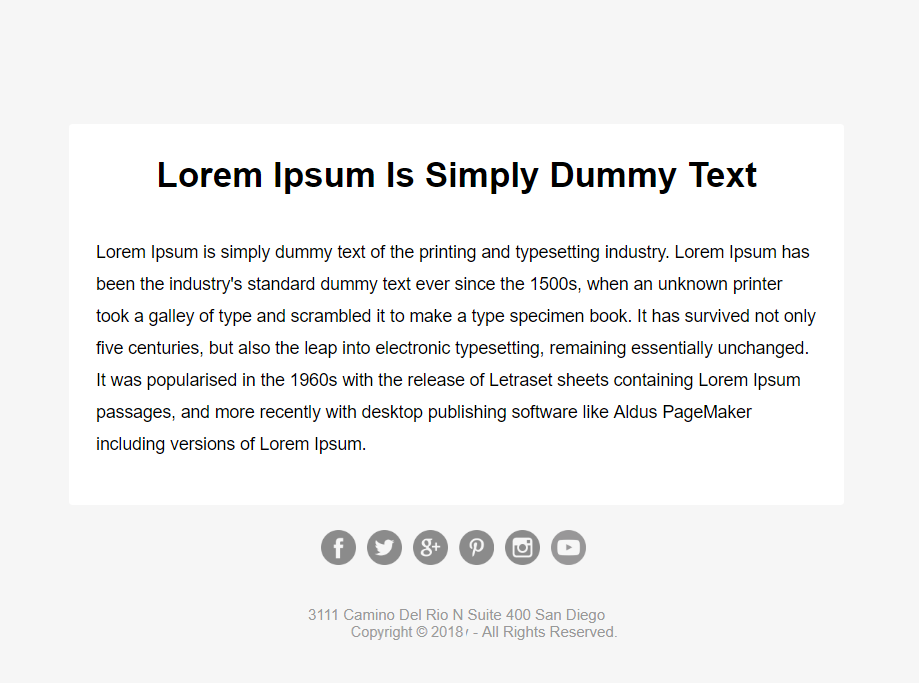 Lorem Ipsum Is Simply Dummy Text
Lorem Ipsum is simply dummy text of the printing and typesetting industry. Lorem Ipsum has
been the industry's standard dummy text ever since the 1500s, when an unknown printer
took a galley of type and scrambled it to make a type specimen book. It has survived not only
five centuries, but also the leap into electronic typesetting, remaining essentially unchanged.
It was popularised in the 1960s with the release of Letraset sheets containing Lorem Ipsum
passages, and more recently with desktop publishing software like Aldus PageMaker
including versions of Lorem Ipsum.
3111 Camino Del Rio N Suite 400 San Diego
Copyright © 2018 - All Rights Reserved.